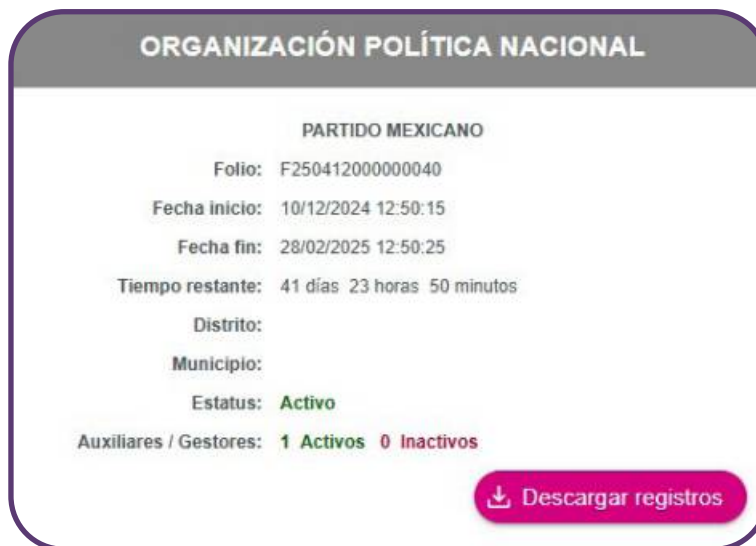 ORGANIZACIÓN POLÍTICA NACIONAL
PARTIDO MEXICANO
Folio: F250412000000040
Fecha inicio: 10/12/2024 12:50:15
Fecha fin: 28/02/2025 12:50:25
Tiempo restante: 41 días 23 horas 50 minutos
Distrito:
Municipio:
Estatus: Activo
Auxiliares / Gestores: 1 Activos 0 Inactivos
Descargar registros